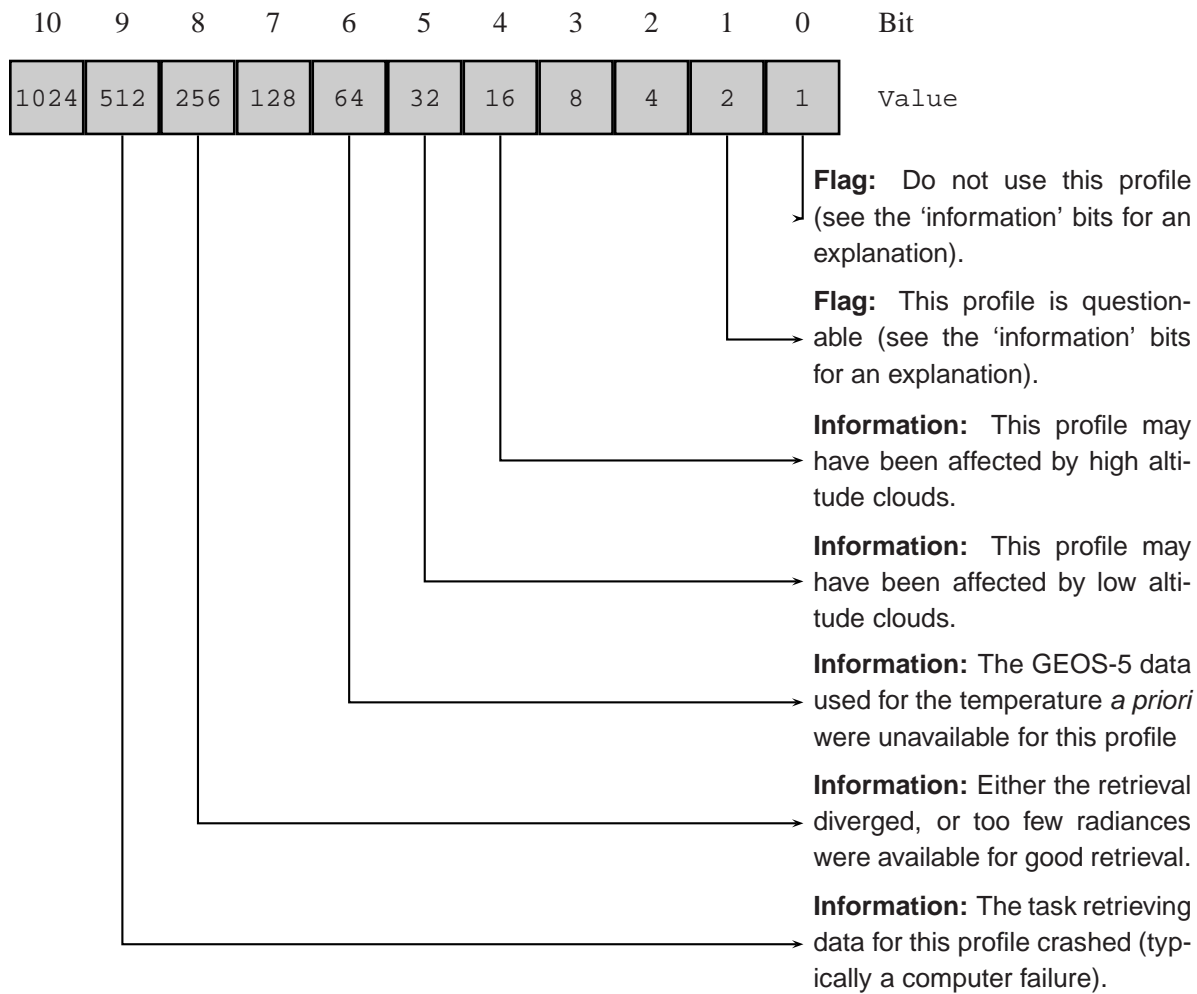 10 9 8 7 6 5 4 3 2 1 0 Bit
1024 512 256 128 64 32 16 8 4 2 1 Value
Flag: Do not use this profile
(see the ‘information’ bits for an
explanation).
Flag: This profile is question-
able (see the ‘information’ bits
for an explanation).
Information: This profile may
have been affected by high alti-
tude clouds.
Information: This profile may
have been affected by low alti-
tude clouds.
Information: The GEOS-5 data
used for the temperature a priori
were unavailable for this profile
Information: Either the retrieval
diverged, or too few radiances
were available for good retrieval.
Information: The task retrieving
data for this profile crashed (typ-
ically a computer failure).